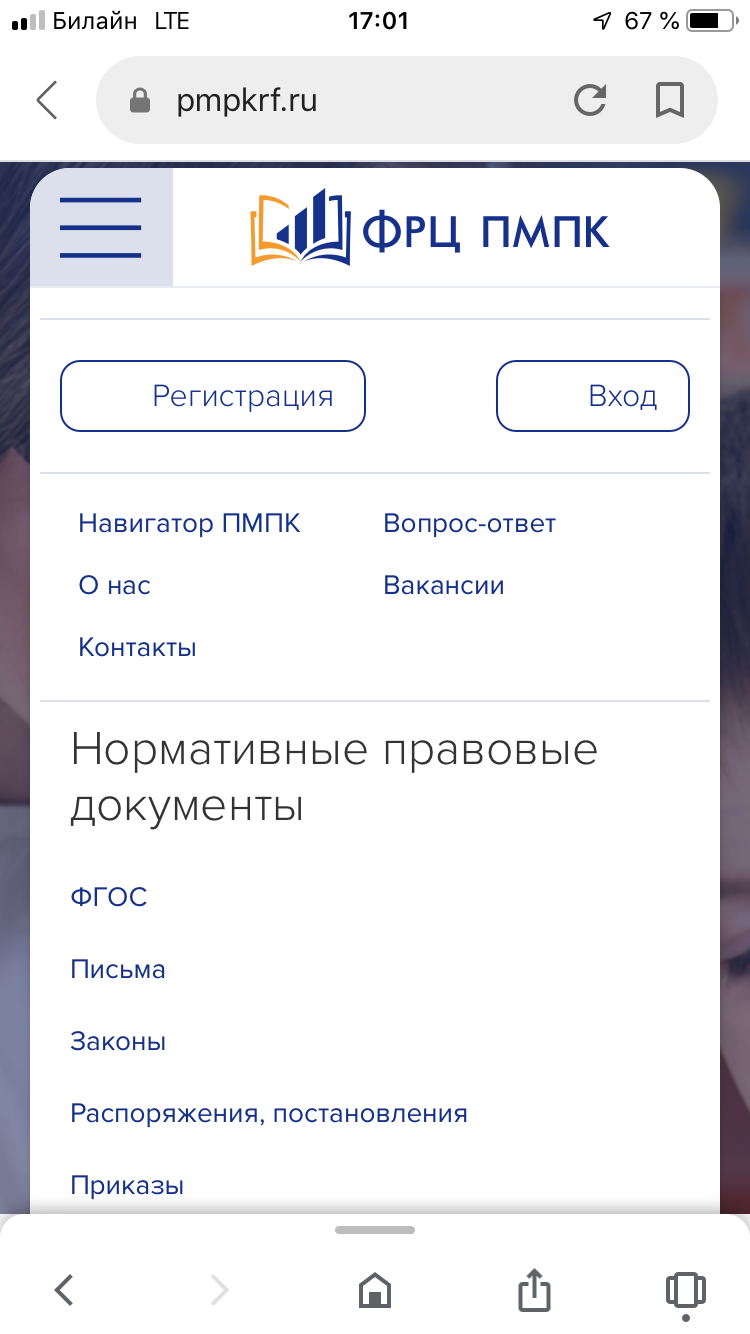 Билайн LTE 17:01 67 %
pmpkrf.ru
ФРЦ ПМПК
Регистрация Вход
Навигатор ПМПК Вопрос-ответ
О нас Вакансии
Контакты
Нормативные правовые
документы
ФГОС
Письма
Законы
Распоряжения, постановления
Приказы